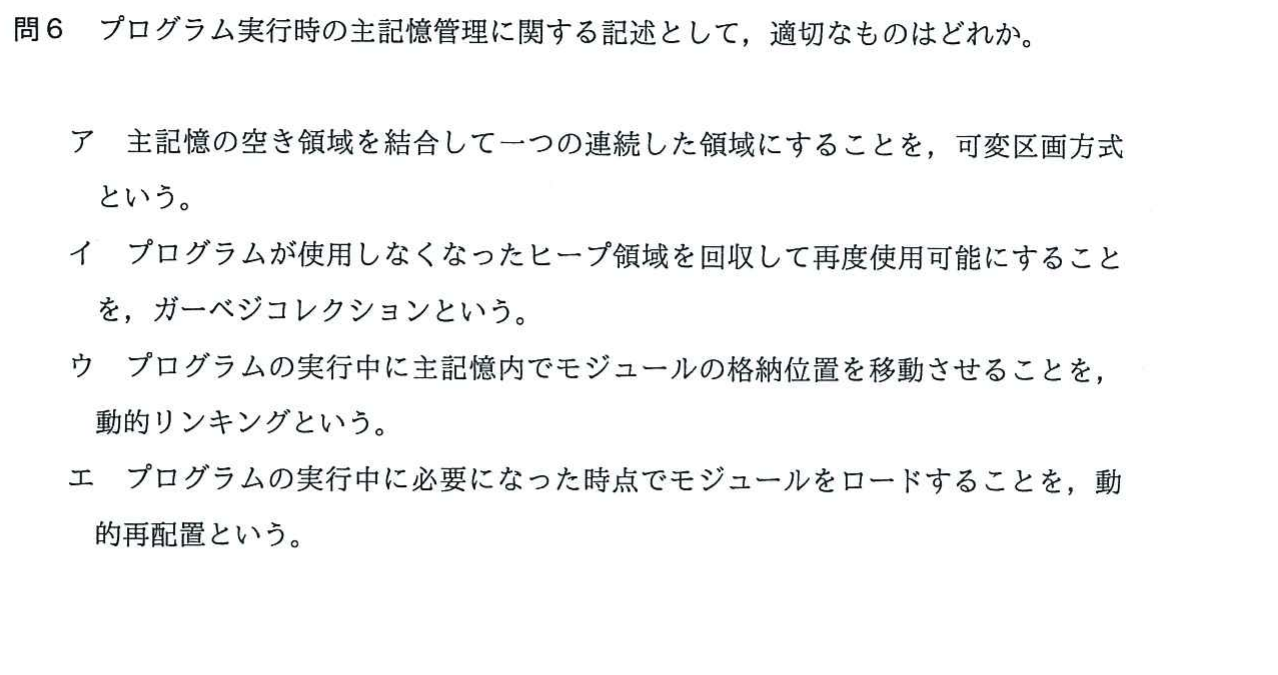 問６　プログラム実行時の主記憶管理に関する記述として，適切なものはどれか。
ア　主記憶の空き領域を結合して一つの連続した領域にすることを，可変区画方式
という。
イ　プログラムが使用しなくなったヒープ領域を回収して再度使用可能にすること
を，ガーベジコレクションという。
ウ　プログラムの実行中に主記憶内でモジュールの格納位置を移動させることを，
動的リンキングという。
エ　プログラムの実行中に必要になった時点でモジュールをロードすることを，動
的再配置という。